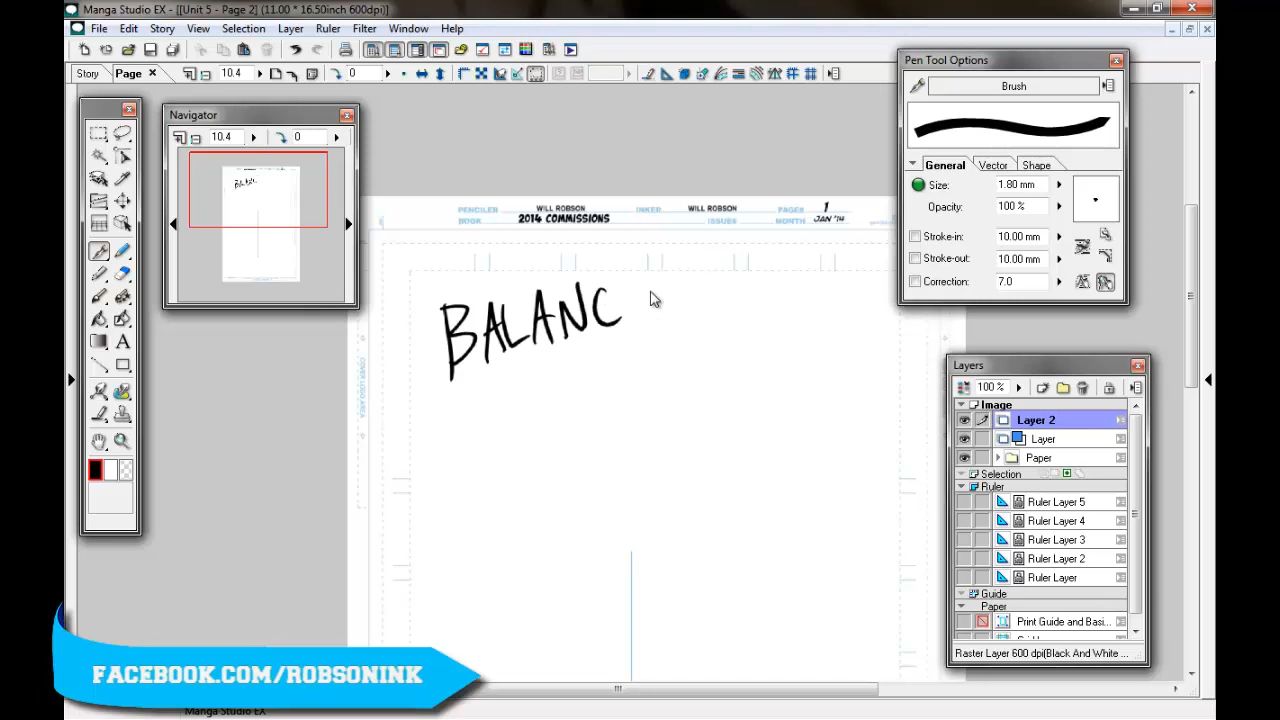 Manga Studio EX - [[Unit 5 - Page 2] (11.00 * 16.50inch 600dpi)]
File Edit Story View Selection Layer Ruler Filter Window Help
Story Page 10.4 0
Navigator
10.4 0
PENCILER WILL ROBSON INKER WILL ROBSON PAGE# 1
BOOK 2014 COMMISSIONS ISSUE# MONTH JAN '14
COVER LOGO AREA
BALANC
Pen Tool Options
Brush
General Vector Shape
Size: 1.80 mm
Opacity: 100 %
Stroke-in: 10.00 mm
Stroke-out: 10.00 mm
Correction: 7.0
Layers
100 %
Image
Layer 2
Layer
Paper
Selection
Ruler
Ruler Layer 5
Ruler Layer 4
Ruler Layer 3
Ruler Layer 2
Ruler Layer
Guide
Paper
Print Guide and Basi...
Raster Layer 600 dpi(Black And White ...
FACEBOOK.COM/ROBSONINK
Manga Studio EX